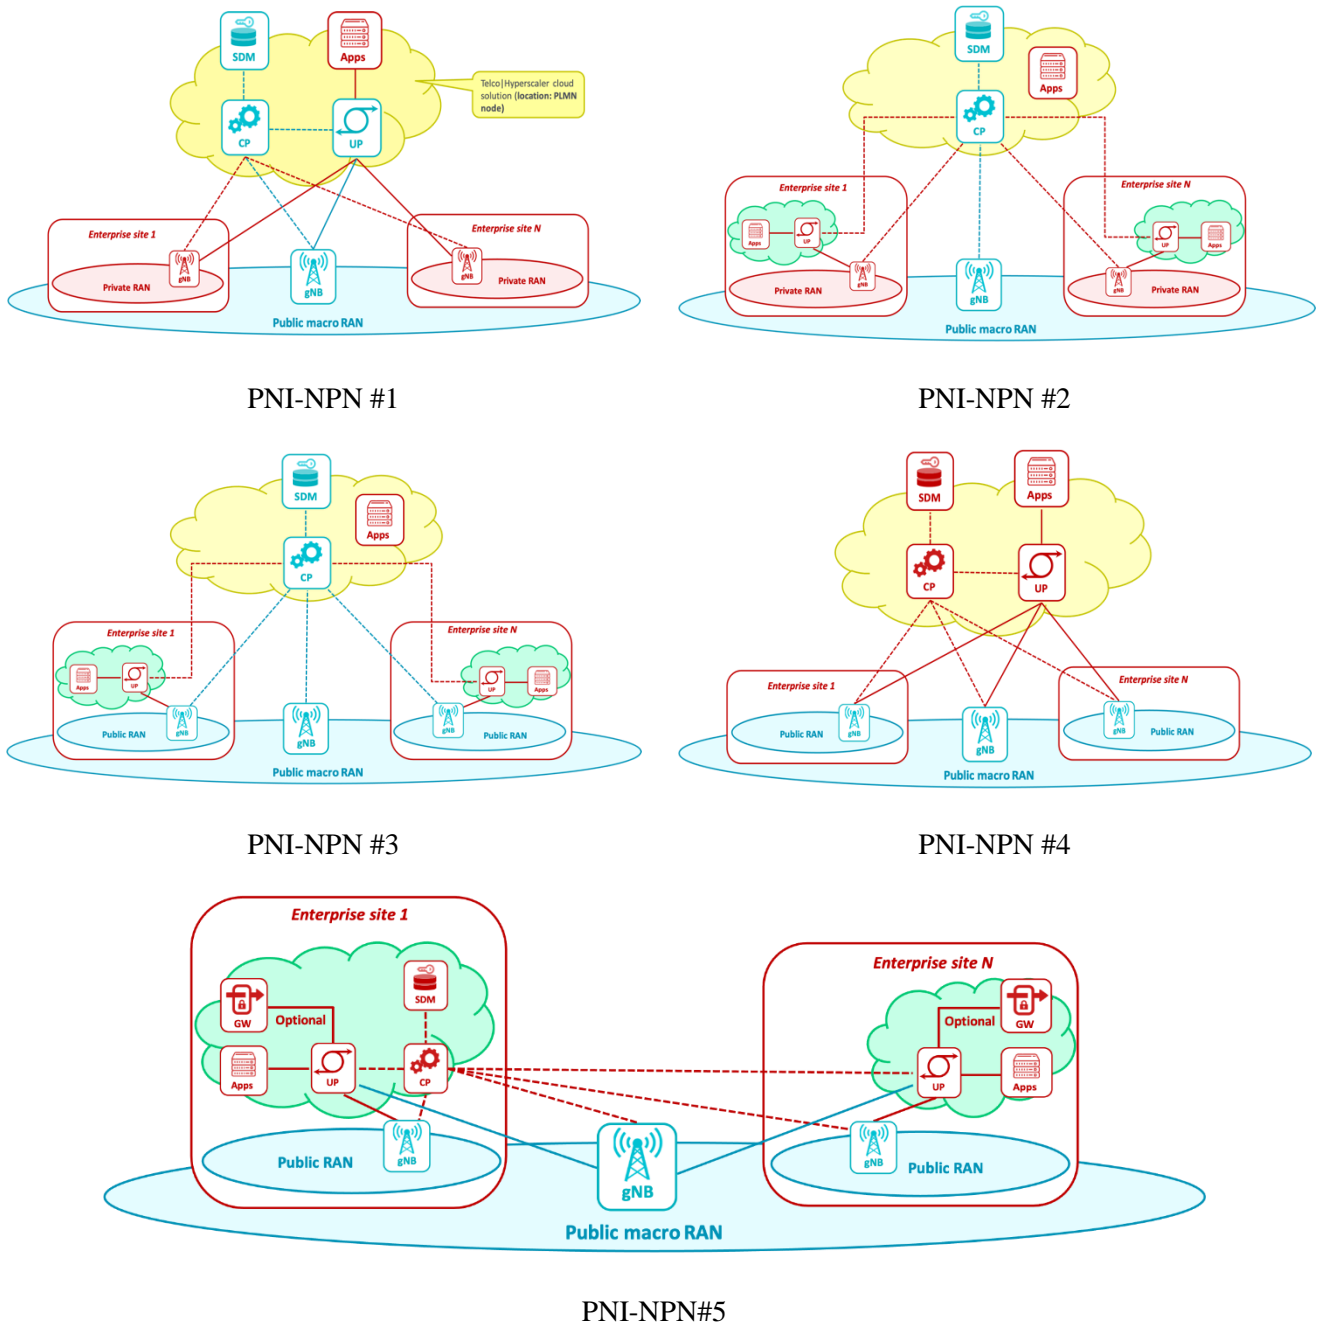 SDM
Apps
Telco|Hyperscaler cloud
solution (location: PLMN
node)
CP
UP
Enterprise site 1
Enterprise site N
gNB
gNB
gNB
Private RAN
Private RAN
Public macro RAN
PNI-NPN #1
SDM
Apps
CP
Enterprise site 1
Enterprise site N
Apps
UP
UP
Apps
gNB
gNB
gNB
Private RAN
Private RAN
Public macro RAN
PNI-NPN #2
SDM
Apps
CP
Enterprise site 1
Enterprise site N
Apps
UP
UP
Apps
gNB
gNB
gNB
Public RAN
Public RAN
Public macro RAN
PNI-NPN #3
SDM
Apps
CP
UP
Enterprise site 1
Enterprise site N
gNB
gNB
gNB
Public RAN
Public RAN
Public macro RAN
PNI-NPN #4
Enterprise site 1
SDM
GW
Optional
Apps
UP
CP
gNB
Public RAN
Enterprise site N
GW
Optional
UP
Apps
gNB
Public RAN
gNB
Public macro RAN
PNI-NPN#5